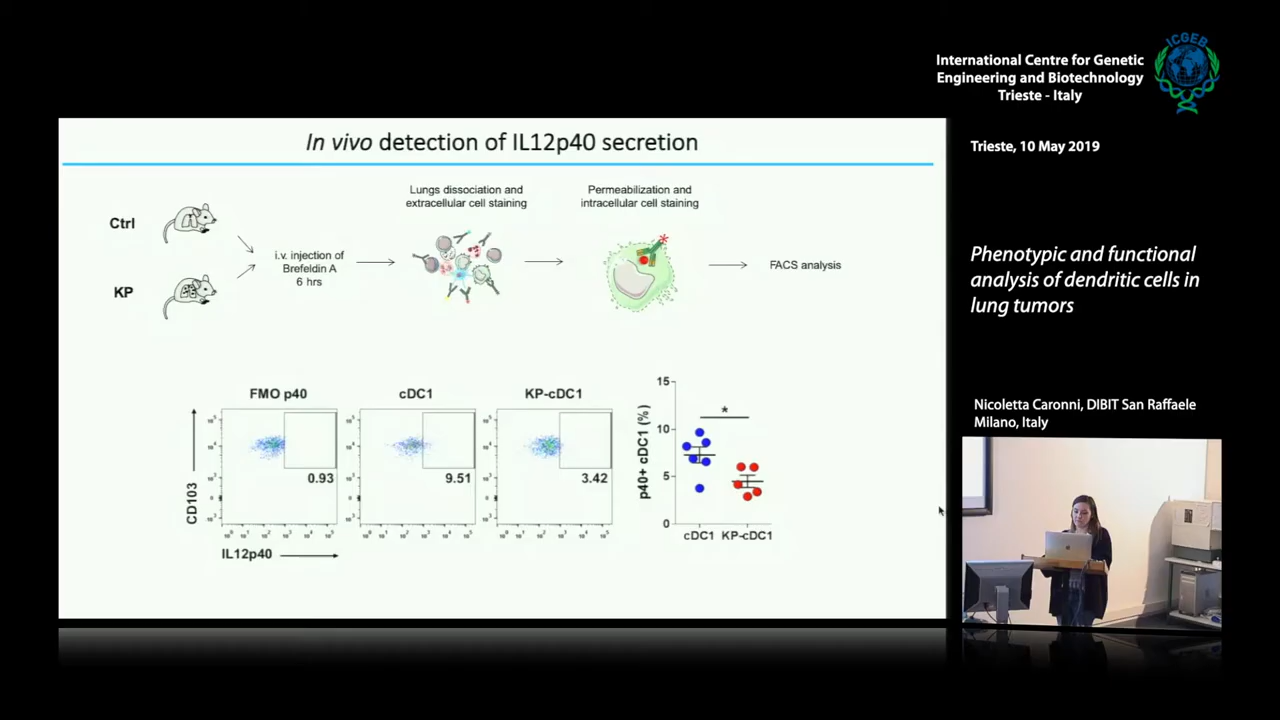 ICGEB
International Centre for Genetic
Engineering and Biotechnology
Trieste - Italy
Trieste, 10 May 2019
Phenotypic and functional
analysis of dendritic cells in
lung tumors
Nicoletta Caronni, DIBIT San Raffaele
Milano, Italy
In vivo detection of IL12p40 secretion
Ctrl
KP
i.v. injection of
Brefeldin A
6 hrs
Lungs dissociation and
extracellular cell staining
Permeabilization and
intracellular cell staining
FACS analysis
FMO p40
cDC1
KP-cDC1
0.93
9.51
3.42
CD103
IL12p40
p40+ cDC1 (%)
15
10
5
0
*
cDC1
KP-cDC1